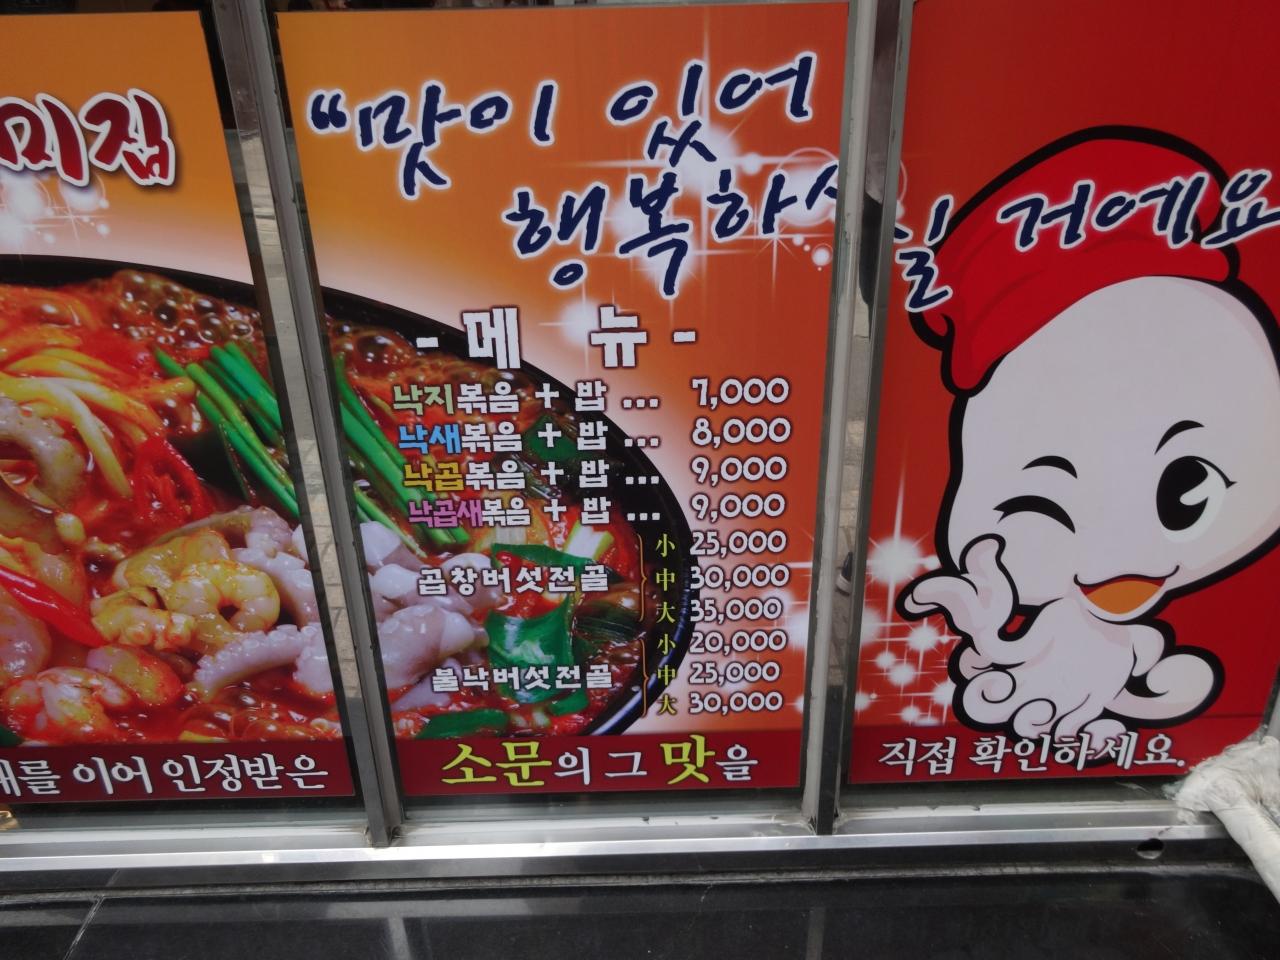 미집
"맛이 있어
행복하실 거예요
- 메 뉴 -
낙지볶음 + 밥 ... 7,000
낙새볶음 + 밥 ... 8,000
낙곱볶음 + 밥 ... 9,000
낙곱새볶음 + 밥 ... 9,000
곱창버섯전골 小 25,000
中 30,000
大 35,000
불낙버섯전골 小 20,000
中 25,000
大 30,000
대를 이어 인정받은 소문의 그 맛을 직접 확인하세요.